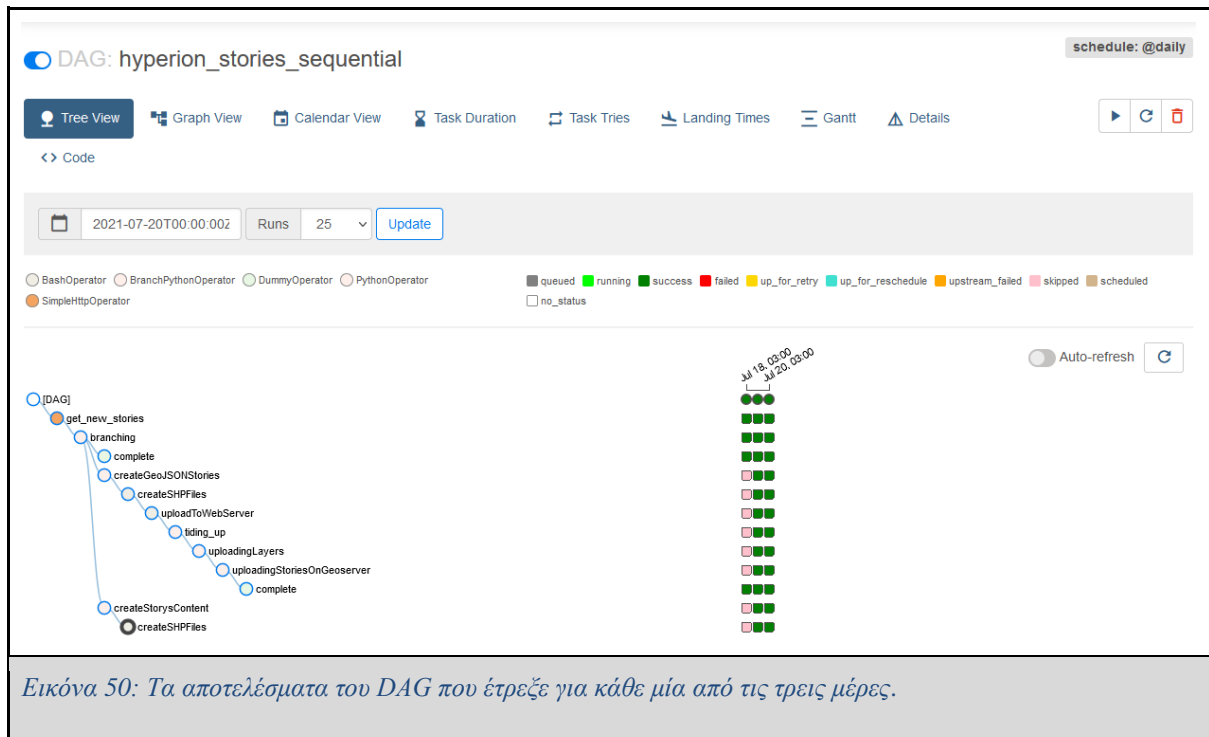 DAG: hyperion_stories_sequential
schedule: @daily
Tree View Graph View Calendar View Task Duration Task Tries Landing Times Gantt Details
<> Code
2021-07-20T00:00:00Z Runs 25 Update
BashOperator BranchPythonOperator DummyOperator PythonOperator
SimpleHttpOperator
queued running success failed up_for_retry up_for_reschedule upstream_failed skipped scheduled
no_status
Auto-refresh
Jul 18, 03:00
Jul 20, 03:00
[DAG]
get_new_stories
branching
complete
createGeoJSONStories
createSHPFiles
uploadToWebServer
tiding_up
uploadingLayers
uploadingStoriesOnGeoserver
complete
createStorysContent
createSHPFiles
Εικόνα 50: Τα αποτελέσματα του DAG που έτρεξε για κάθε μία από τις τρεις μέρες.